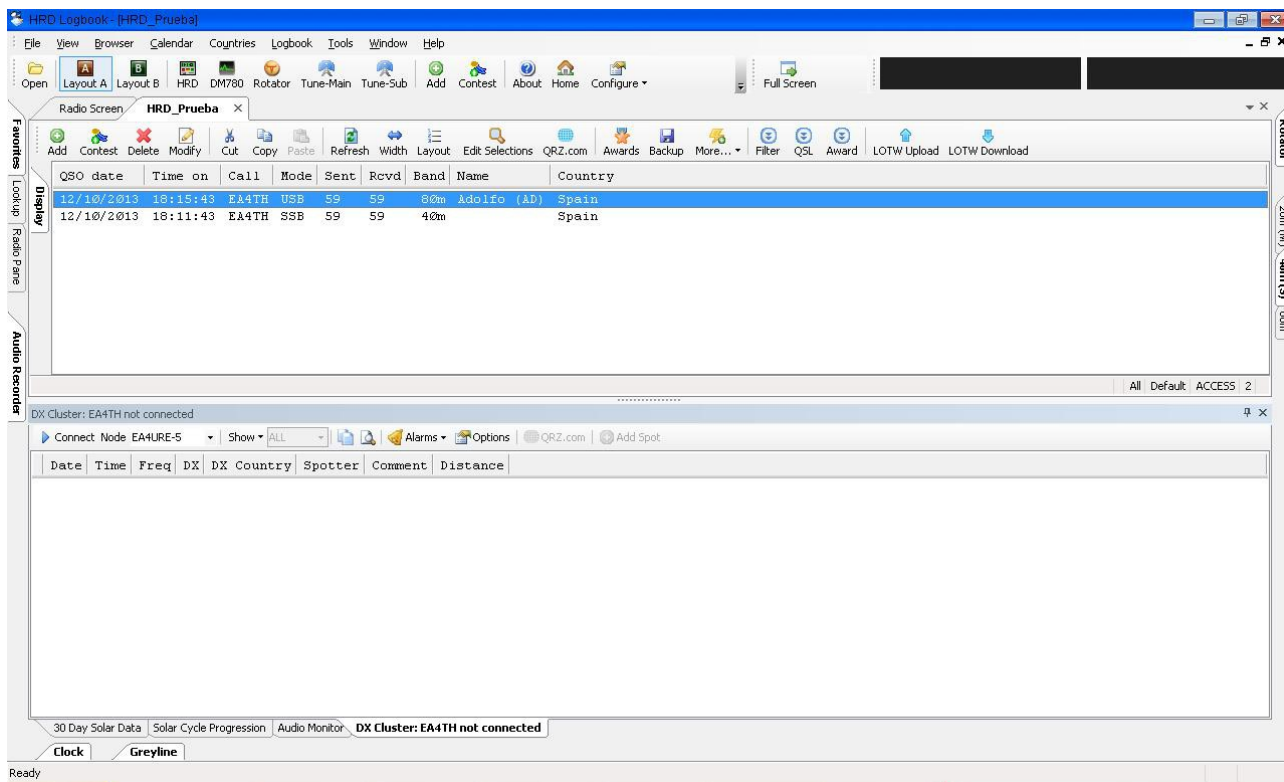 HRD Logbook - [HRD_Prueba]
File View Browser Calendar Countries Logbook Tools Window Help
Open Layout A Layout B HRD DM780 Rotator Tune-Main Tune-Sub Add Contest About Home Configure Full Screen
Radio Screen HRD_Prueba
Add Contest Delete Modify Cut Copy Paste Refresh Width Layout Edit Selections QRZ.com Awards Backup More... Filter QSL Award LOTW Upload LOTW Download
Favorites
Lookup
Radio Pane
Audio Recorder
Display
QSO date Time on Call Mode Sent Rcvd Band Name Country
12/10/2013 18:15:43 EA4TH USB 59 59 80m Adolfo (AD) Spain
12/10/2013 18:11:43 EA4TH SSB 59 59 40m Spain
All Default ACCESS 2
DX Cluster: EA4TH not connected
Connect Node EA4URE-5 Show ALL Alarms Options QRZ.com Add Spot
Date Time Freq DX DX Country Spotter Comment Distance
30 Day Solar Data Solar Cycle Progression Audio Monitor DX Cluster: EA4TH not connected
Clock Greyline
Ready